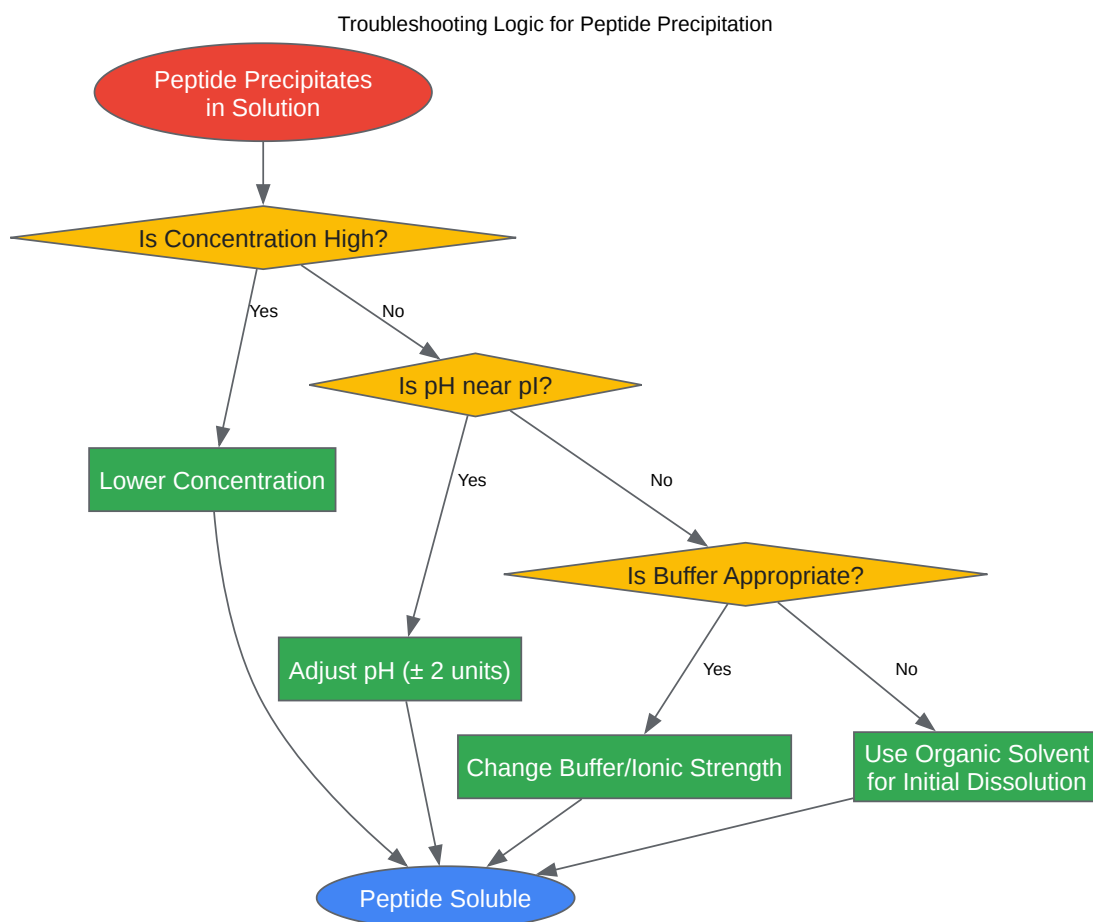 Troubleshooting Logic for Peptide Precipitation
Peptide Precipitates
in Solution
Is Concentration High?
Yes
No
Is pH near pI?
Lower Concentration
Yes
No
Is Buffer Appropriate?
Adjust pH (± 2 units)
Yes
No
Change Buffer/Ionic Strength
Use Organic Solvent
for Initial Dissolution
Peptide Soluble